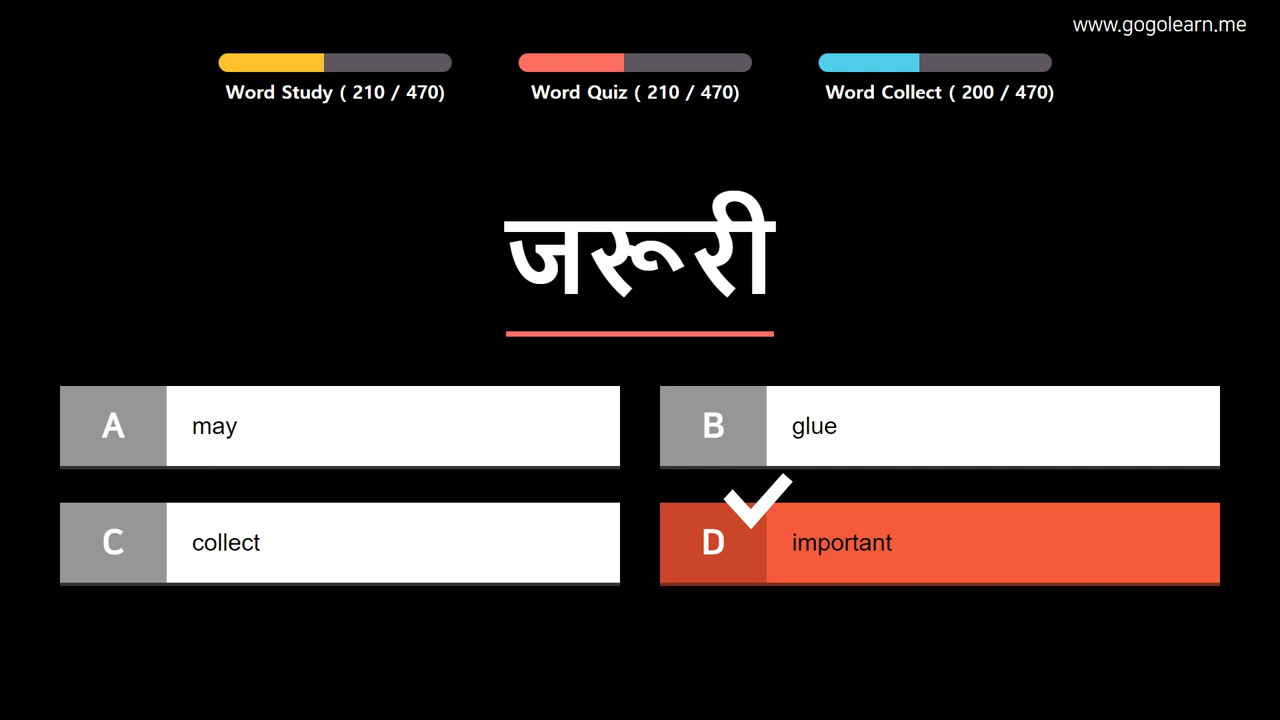 www.gogolearn.me
Word Study ( 210 / 470)
Word Quiz ( 210 / 470)
Word Collect ( 200 / 470)
जरूरी
A may
B glue
C collect
D important